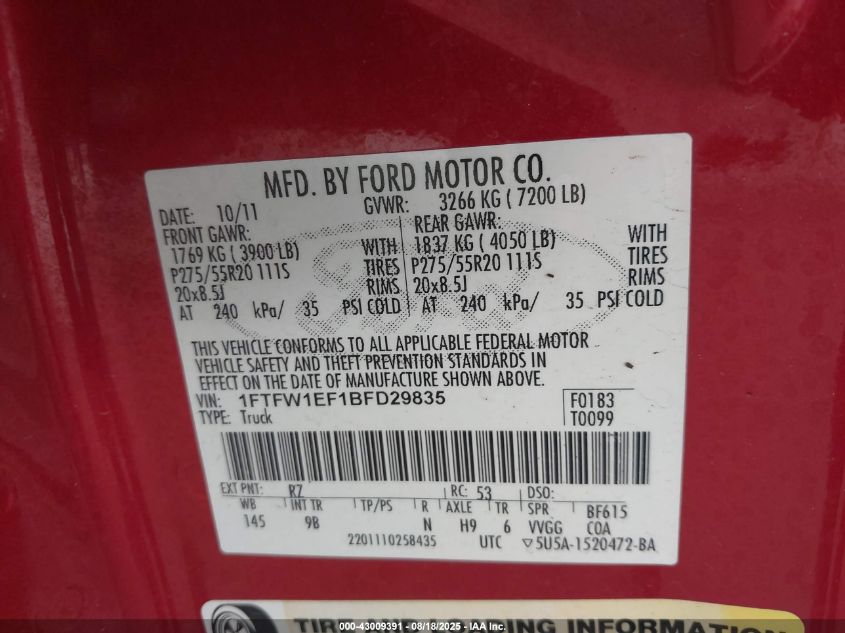 MFD. BY FORD MOTOR CO.
DATE: 10/11 GVWR: 3266 KG ( 7200 LB)
FRONT GAWR: REAR GAWR:
1769 KG ( 3900 LB) WITH 1837 KG ( 4050 LB) WITH
P275/55R20 111S TIRES P275/55R20 111S TIRES
20x8.5J RIMS 20x8.5J RIMS
AT 240 kPa/ 35 PSI COLD AT 240 kPa/ 35 PSI COLD
THIS VEHICLE CONFORMS TO ALL APPLICABLE FEDERAL MOTOR
VEHICLE SAFETY AND THEFT PREVENTION STANDARDS IN
EFFECT ON THE DATE OF MANUFACTURE SHOWN ABOVE.
VIN: 1FTFW1EF1BFD29835 F0183
TYPE: Truck T0099
EXT PNT: RZ RC: 53 DSO:
WB INT TR TP/PS R AXLE TR SPR BF615
145 9B N H9 6 VVGG COA
2201110258435 UTC ▽5U5A-1520472-BA
INFORMATION
000-43009391 - 08/18/2025 - IAA Inc.